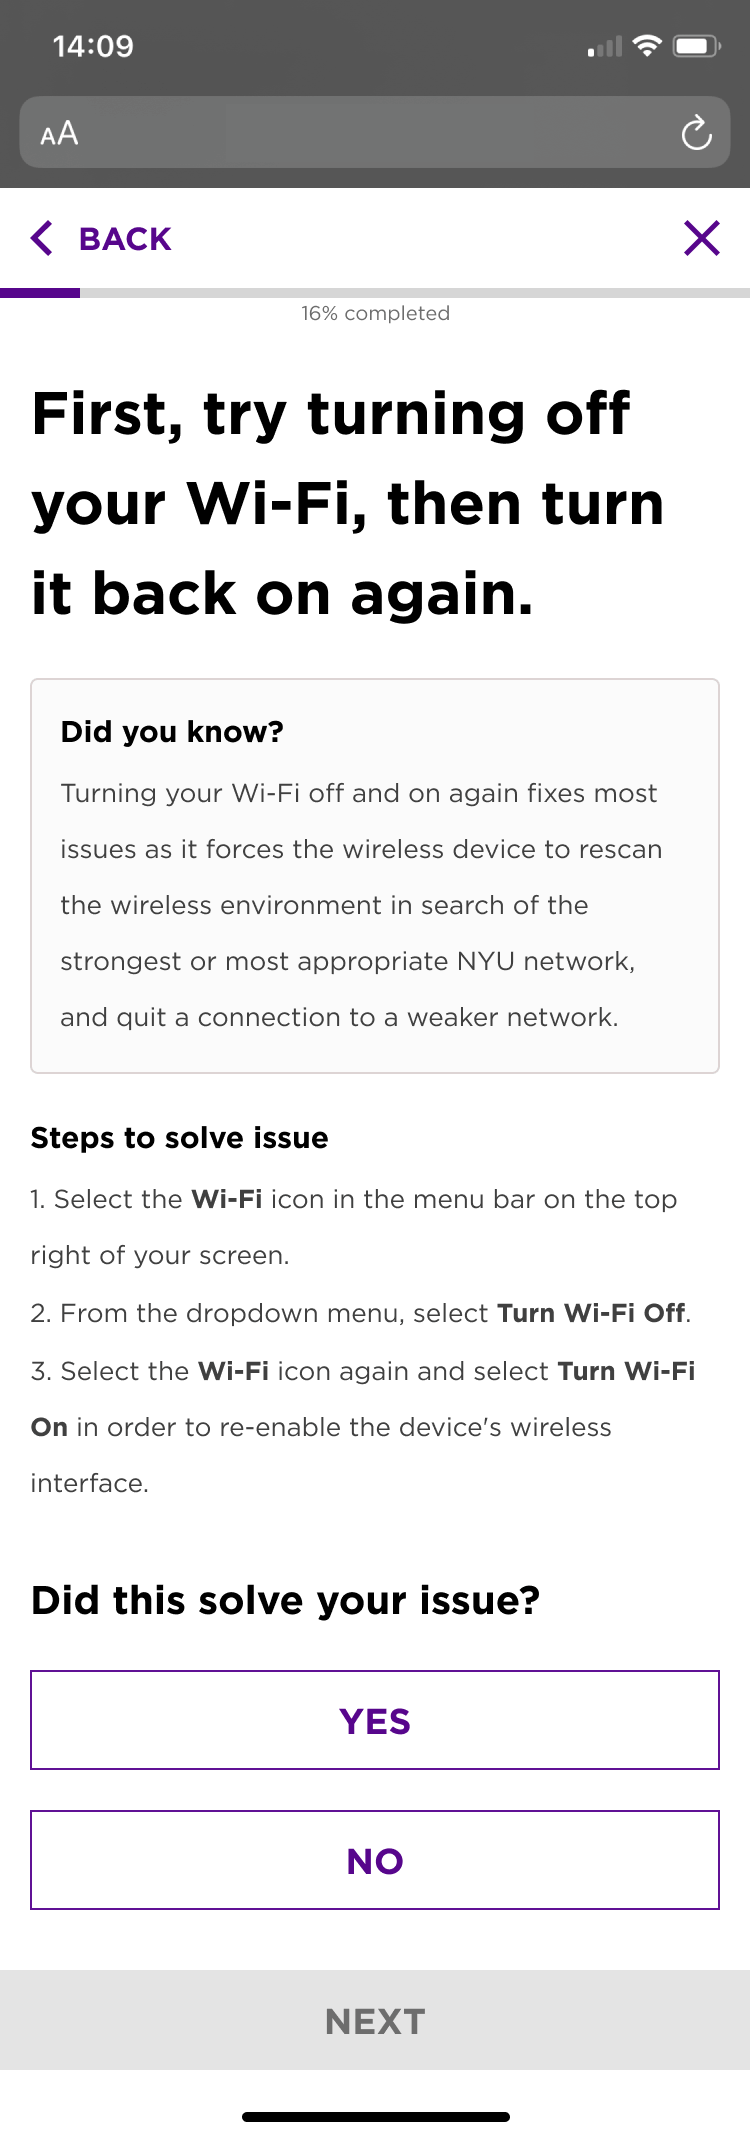 14:09
AA
BACK
16% completed
First, try turning off
your Wi-Fi, then turn
it back on again.
Did you know?
Turning your Wi-Fi off and on again fixes most
issues as it forces the wireless device to rescan
the wireless environment in search of the
strongest or most appropriate NYU network,
and quit a connection to a weaker network.
Steps to solve issue
1. Select the Wi-Fi icon in the menu bar on the top
right of your screen.
2. From the dropdown menu, select Turn Wi-Fi Off.
3. Select the Wi-Fi icon again and select Turn Wi-Fi
On in order to re-enable the device's wireless
interface.
Did this solve your issue?
YES
NO
NEXT